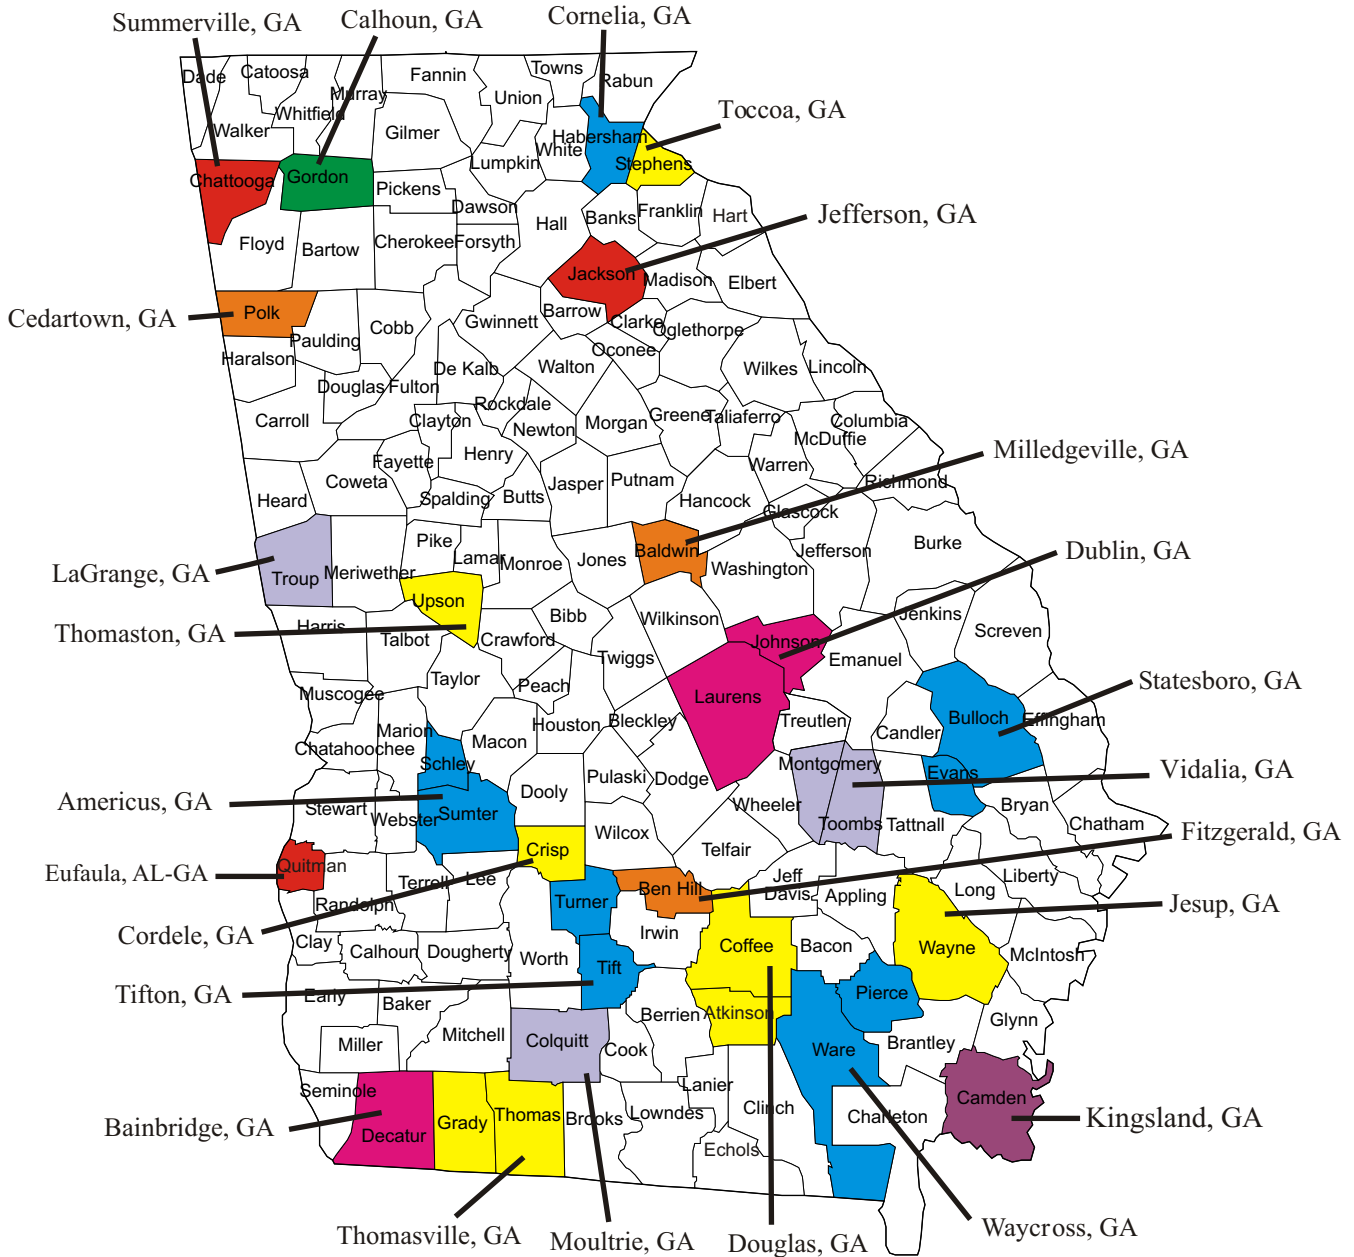 Summerville, GA
Calhoun, GA
Cornelia, GA
Toccoa, GA
Jefferson, GA
Cedartown, GA
Milledgeville, GA
Dublin, GA
LaGrange, GA
Thomaston, GA
Statesboro, GA
Vidalia, GA
Americus, GA
Fitzgerald, GA
Eufaula, AL-GA
Jesup, GA
Cordele, GA
Tifton, GA
Bainbridge, GA
Kingsland, GA
Thomasville, GA
Moultrie, GA
Douglas, GA
Waycross, GA
Dade
Catoosa
Fannin
Towns
Rabun
Murray
Whitfield
Union
Walker
Gilmer
White
Habersham
Lumpkin
Stephens
Chattooga
Gordon
Pickens
Dawson
Hall
Banks
Franklin
Hart
Floyd
Bartow
Cherokee
Forsyth
Jackson
Madison
Elbert
Polk
Paulding
Cobb
Gwinnett
Barrow
Clarke
Oglethorpe
Oconee
Haralson
Douglas
Fulton
De Kalb
Walton
Wilkes
Lincoln
Carroll
Clayton
Rockdale
Newton
Morgan
Greene
Taliaferro
Columbia
McDuffie
Fayette
Henry
Warren
Heard
Coweta
Spalding
Butts
Jasper
Putnam
Hancock
Richmond
Glascock
Troup
Meriwether
Pike
Lamar
Monroe
Jones
Baldwin
Washington
Jefferson
Burke
Upson
Harris
Talbot
Crawford
Bibb
Wilkinson
Johnson
Jenkins
Screven
Emanuel
Twiggs
Taylor
Peach
Muscogee
Laurens
Houston
Bleckley
Treutlen
Candler
Bulloch
Effingham
Marion
Chatahoochee
Macon
Schley
Montgomery
Evans
Stewart
Webster
Sumter
Dooly
Pulaski
Dodge
Wheeler
Toombs
Tattnall
Bryan
Chatham
Wilcox
Crisp
Telfair
Quitman
Terrell
Lee
Randolph
Turner
Ben Hill
Jeff
Davis
Appling
Long
Liberty
Clay
Calhoun
Dougherty
Worth
Irwin
Coffee
Bacon
Wayne
McIntosh
Tift
Early
Baker
Pierce
Mitchell
Berrien
Atkinson
Glynn
Miller
Colquitt
Cook
Ware
Brantley
Seminole
Decatur
Grady
Thomas
Brooks
Lanier
Lowndes
Clinch
Charleton
Camden
Echols